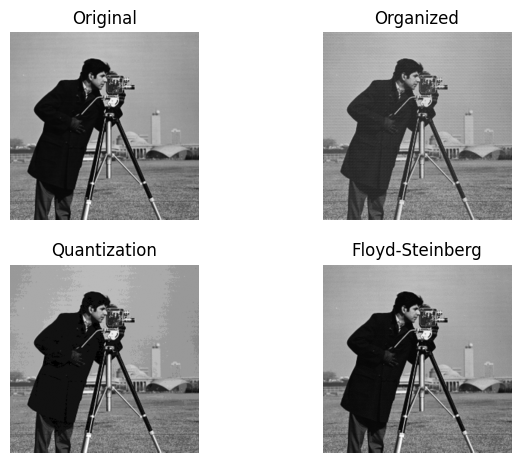 Original
Organized
Quantization
Floyd-Steinberg